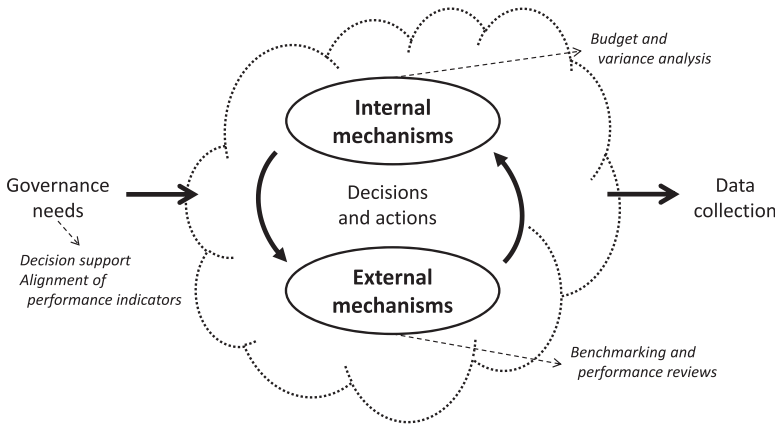 Budget and
variance analysis
Internal
mechanisms
Governance
needs
Decisions
and actions
Data
collection
Decision support
Alignment of
performance indicators
External
mechanisms
Benchmarking and
performance reviews